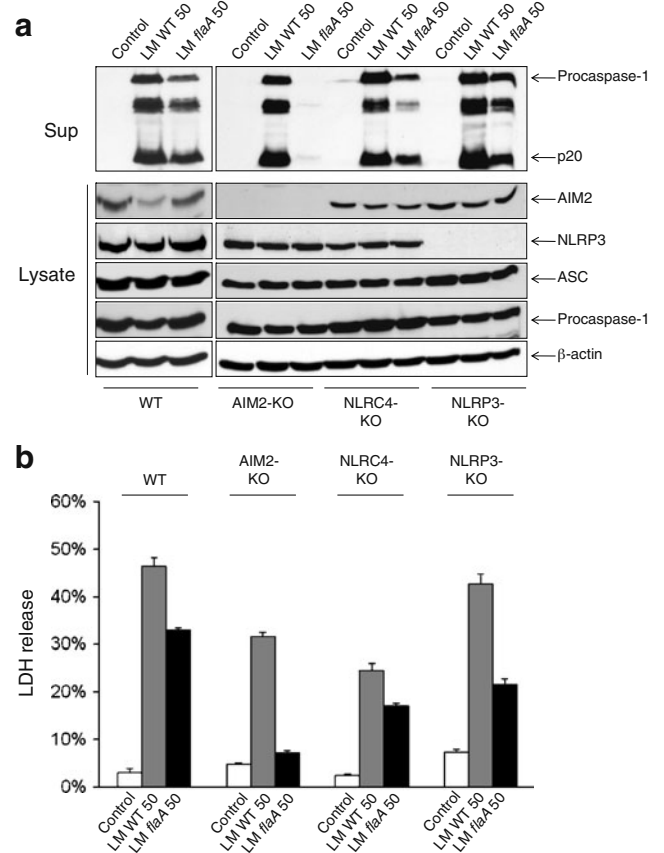 a
Control LM WT 50 LM flaA 50 Control LM WT 50 LM flaA 50 Control LM WT 50 LM flaA 50 Control LM WT 50 LM flaA 50
Sup
Procaspase-1
p20
Lysate
AIM2
NLRP3
ASC
Procaspase-1
β-actin
WT AIM2-KO NLRC4-KO NLRP3-KO
b
WT AIM2-KO NLRC4-KO NLRP3-KO
LDH release
60%
50%
40%
30%
20%
10%
0%
Control LM WT 50 LM flaA 50 Control LM WT 50 LM flaA 50 Control LM WT 50 LM flaA 50 Control LM WT 50 LM flaA 50